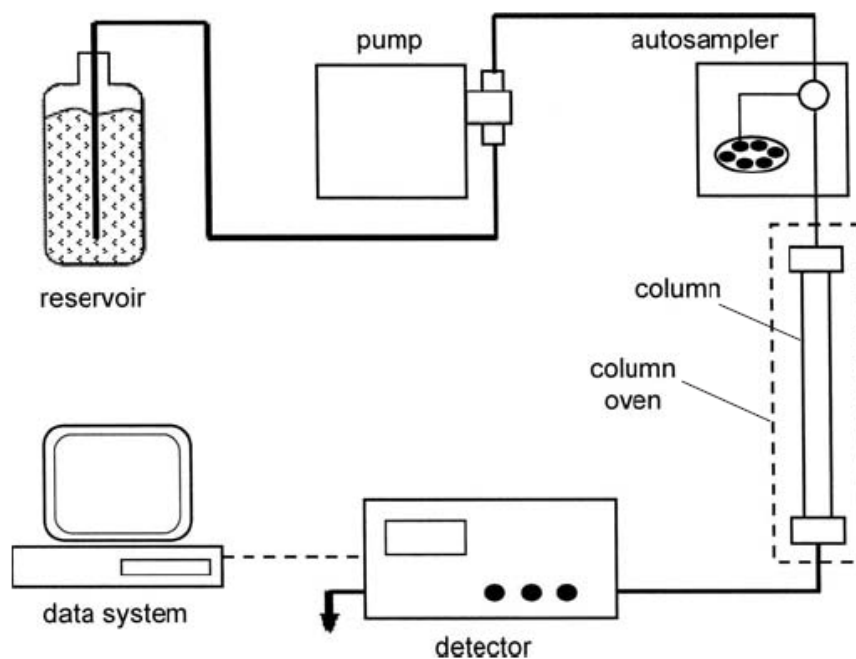 pump
autosampler
reservoir
column
column
oven
data system
detector